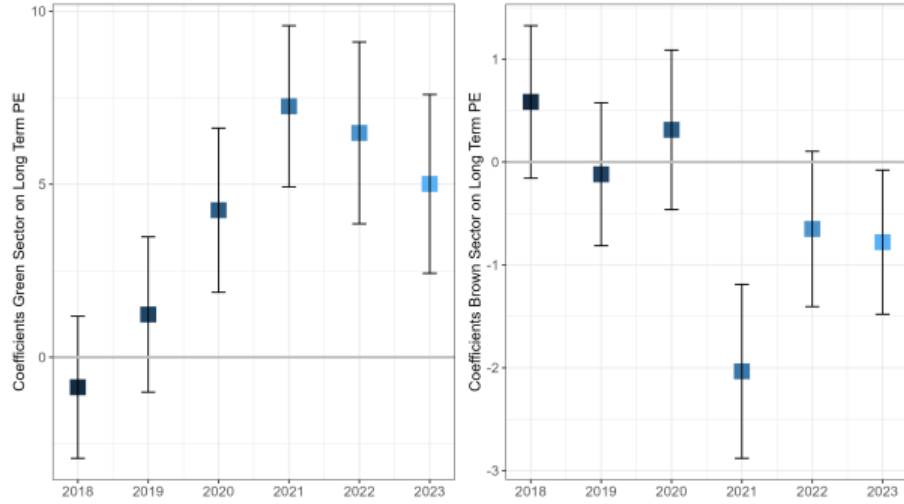 Coefficients Green Sector on Long Term PE
10
5
0
2018 2019 2020 2021 2022 2023
Coefficients Brown Sector on Long Term PE
1
0
-1
-2
-3
2018 2019 2020 2021 2022 2023